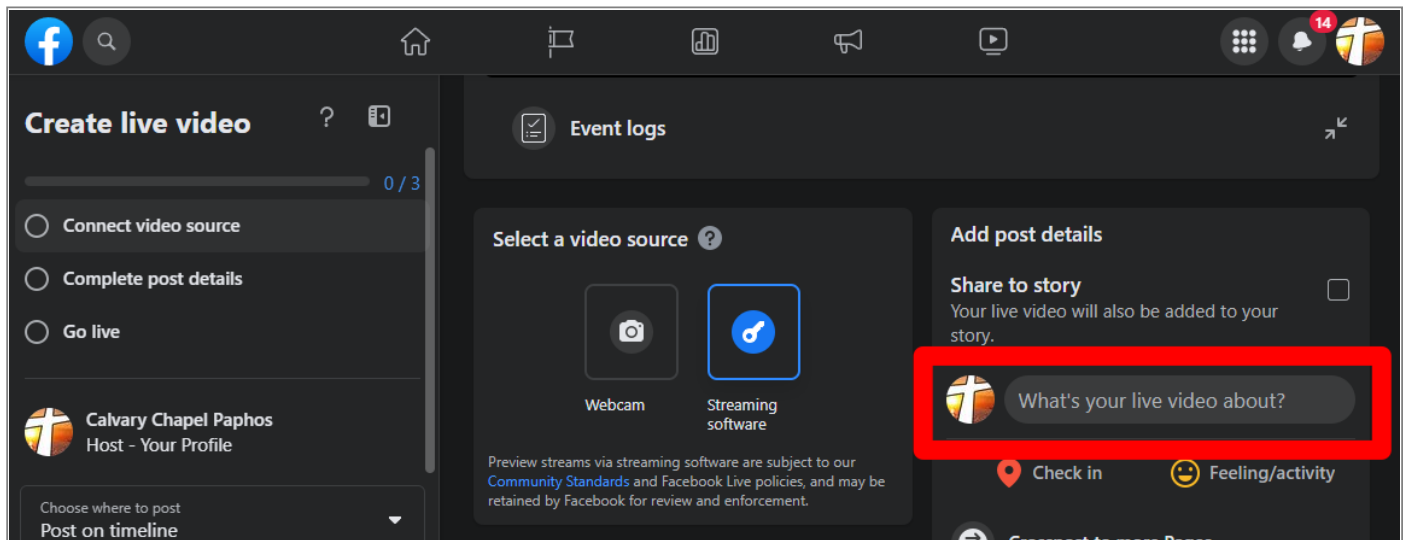 14
Create live video
?
0 / 3
Connect video source
Complete post details
Go live
Calvary Chapel Paphos
Host - Your Profile
Choose where to post
Post on timeline
Event logs
Select a video source ?
Webcam
Streaming
software
Preview streams via streaming software are subject to our
Community Standards and Facebook Live policies, and may be
retained by Facebook for review and enforcement.
Add post details
Share to story
Your live video will also be added to your
story.
What's your live video about?
Check in
Feeling/activity
Crosspost to more Pages